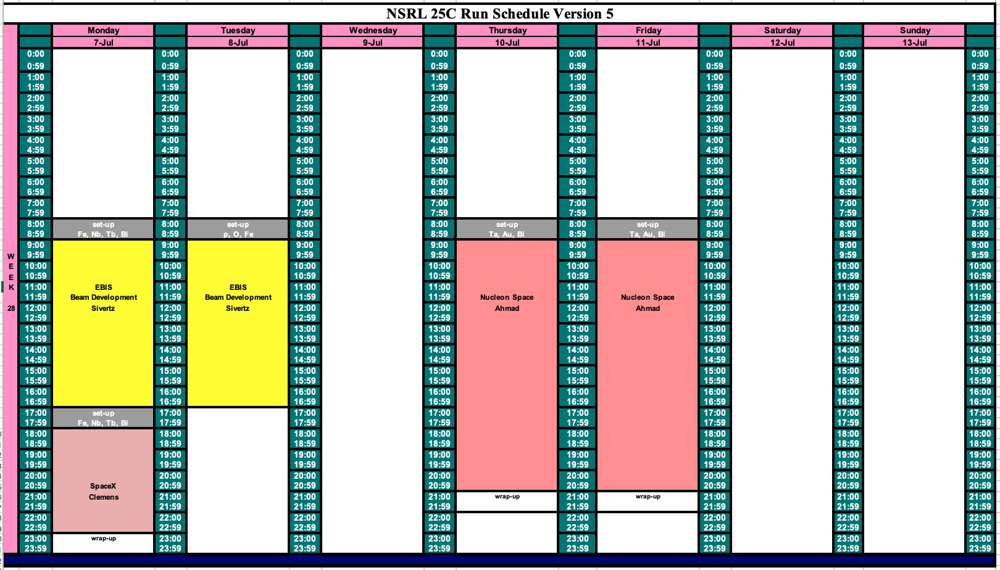 NSRL 25C Run Schedule Version 5
Monday Tuesday Wednesday Thursday Friday Saturday Sunday
7-Jul 8-Jul 9-Jul 10-Jul 11-Jul 12-Jul 13-Jul
0:00 0:00 0:00 0:00 0:00 0:00 0:00 0:00
0:59 0:59 0:59 0:59 0:59 0:59 0:59 0:59
1:00 1:00 1:00 1:00 1:00 1:00 1:00 1:00
1:59 1:59 1:59 1:59 1:59 1:59 1:59 1:59
2:00 2:00 2:00 2:00 2:00 2:00 2:00 2:00
2:59 2:59 2:59 2:59 2:59 2:59 2:59 2:59
3:00 3:00 3:00 3:00 3:00 3:00 3:00 3:00
3:59 3:59 3:59 3:59 3:59 3:59 3:59 3:59
4:00 4:00 4:00 4:00 4:00 4:00 4:00 4:00
4:59 4:59 4:59 4:59 4:59 4:59 4:59 4:59
5:00 5:00 5:00 5:00 5:00 5:00 5:00 5:00
5:59 5:59 5:59 5:59 5:59 5:59 5:59 5:59
6:00 6:00 6:00 6:00 6:00 6:00 6:00 6:00
6:59 6:59 6:59 6:59 6:59 6:59 6:59 6:59
7:00 7:00 7:00 7:00 7:00 7:00 7:00 7:00
7:59 7:59 7:59 7:59 7:59 7:59 7:59 7:59
8:00 set-up 8:00 set-up 8:00 8:00 set-up 8:00 set-up 8:00 8:00 8:00
8:59 Fe, Nb, Tb, Bi 8:59 p, O, Fe 8:59 8:59 Ta, Au, Bi 8:59 Ta, Au, Bi 8:59 8:59 8:59
9:00 9:00 9:00 9:00 9:00 9:00 9:00 9:00
W 9:59 9:59 9:59 9:59 9:59 9:59 9:59 9:59
E 10:00 10:00 10:00 10:00 10:00 10:00 10:00 10:00
E 10:59 10:59 10:59 10:59 10:59 10:59 10:59 10:59
K 11:00 EBIS 11:00 EBIS 11:00 11:00 11:00 11:00 11:00 11:00
11:59 Beam Development 11:59 Beam Development 11:59 11:59 Nucleon Space 11:59 Nucleon Space 11:59 11:59 11:59
28 12:00 Sivertz 12:00 Sivertz 12:00 12:00 Ahmad 12:00 Ahmad 12:00 12:00 12:00
12:59 12:59 12:59 12:59 12:59 12:59 12:59 12:59
13:00 13:00 13:00 13:00 13:00 13:00 13:00 13:00
13:59 13:59 13:59 13:59 13:59 13:59 13:59 13:59
14:00 14:00 14:00 14:00 14:00 14:00 14:00 14:00
14:59 14:59 14:59 14:59 14:59 14:59 14:59 14:59
15:00 15:00 15:00 15:00 15:00 15:00 15:00 15:00
15:59 15:59 15:59 15:59 15:59 15:59 15:59 15:59
16:00 16:00 16:00 16:00 16:00 16:00 16:00 16:00
16:59 16:59 16:59 16:59 16:59 16:59 16:59 16:59
17:00 set-up 17:00 17:00 17:00 17:00 17:00 17:00 17:00
17:59 Fe, Nb, Tb, Bi 17:59 17:59 17:59 17:59 17:59 17:59 17:59
18:00 18:00 18:00 18:00 18:00 18:00 18:00 18:00
18:59 18:59 18:59 18:59 18:59 18:59 18:59 18:59
19:00 19:00 19:00 19:00 19:00 19:00 19:00 19:00
19:59 19:59 19:59 19:59 19:59 19:59 19:59 19:59
20:00 20:00 20:00 20:00 20:00 20:00 20:00 20:00
20:59 SpaceX 20:59 20:59 20:59 20:59 20:59 20:59 20:59
21:00 Clemens 21:00 21:00 21:00 wrap-up 21:00 wrap-up 21:00 21:00 21:00
21:59 21:59 21:59 21:59 21:59 21:59 21:59 21:59
22:00 22:00 22:00 22:00 22:00 22:00 22:00 22:00
22:59 22:59 22:59 22:59 22:59 22:59 22:59 22:59
23:00 wrap-up 23:00 23:00 23:00 23:00 23:00 23:00 23:00
23:59 23:59 23:59 23:59 23:59 23:59 23:59 23:59